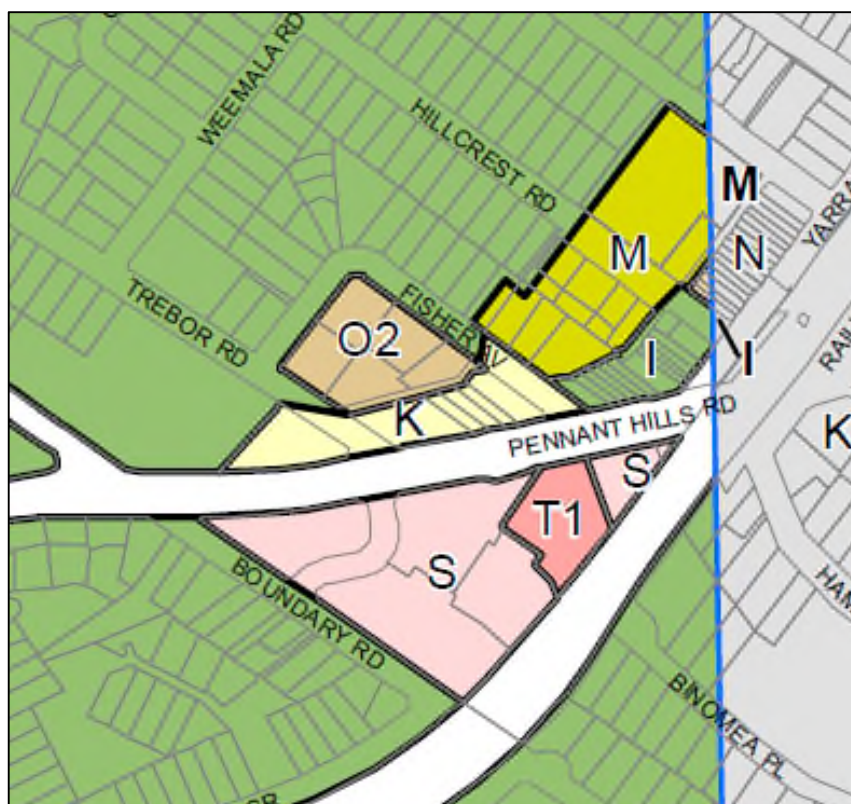 WEEMALA RD
HILLCREST RD
M
YARRA
M
N
TREBOR RD
FISHER AV
O2
I
I
RAIL
K
PENNANT HILLS RD
K
S
T1
S
BOUNDARY RD
HAM
BINOMEA PL